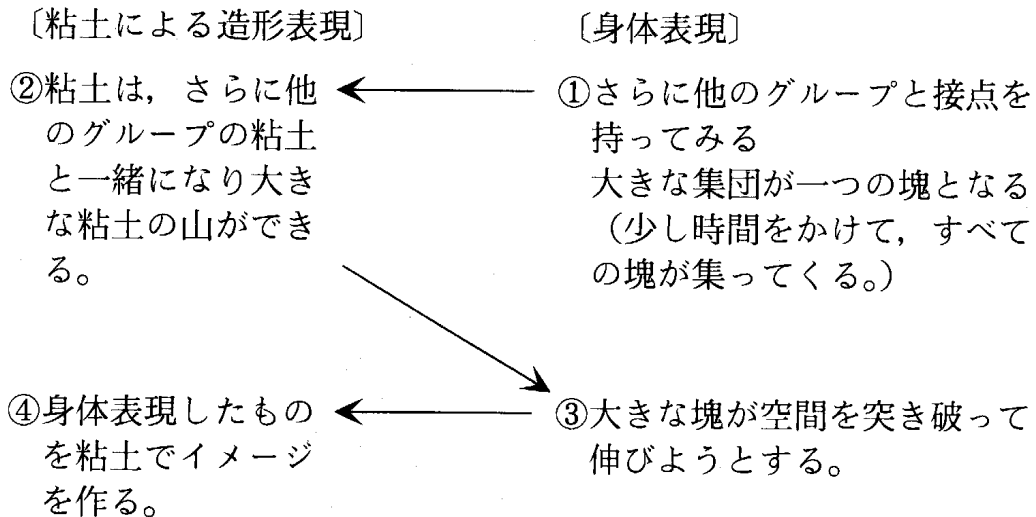 〔粘土による造形表現〕
〔身体表現〕
②粘土は，さらに他
のグループの粘土
と一緒になり大き
な粘土の山ができ
る。
①さらに他のグループと接点を
持ってみる
大きな集団が一つの塊となる
（少し時間をかけて，すべて
の塊が集ってくる。）
④身体表現したもの
を粘土でイメージ
を作る。
③大きな塊が空間を突き破って
伸びようとする。